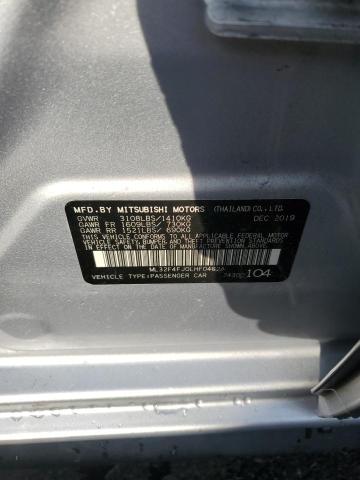 MFD.BY MITSUBISHI MOTORS (THAILAND)CO.,LTD.
GVWR 3108LBS/1410KG DEC 2019
GAWR FR 1609LBS/ 730KG
GAWR RR 1521LBS/ 690KG
THIS VEHICLE CONFORMS TO ALL APPLICABLE FEDERAL MOTOR
VEHICLE SAFETY, BUMPER, AND THEFT PREVENTION STANDARDS
IN EFFECT ON THE DATE OF MANUFACTURE SHOWN ABOVE.
VEHICLE TYPE:PASSENGER CAR 104